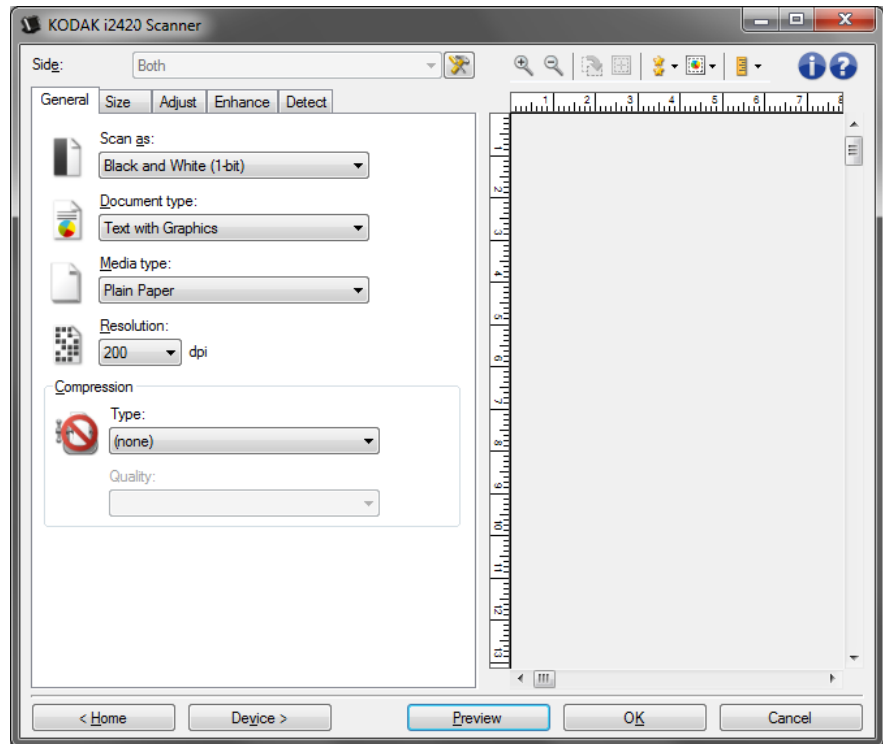 KODAK i2420 Scanner
Side: Both
General Size Adjust Enhance Detect
Scan as:
Black and White (1-bit)
Document type:
Text with Graphics
Media type:
Plain Paper
Resolution:
200 dpi
Compression
Type:
(none)
Quality:
1 2 3 4 5 6 7 8
1
2
3
4
5
6
7
8
9
10
11
12
13
< Home Device > Preview OK Cancel